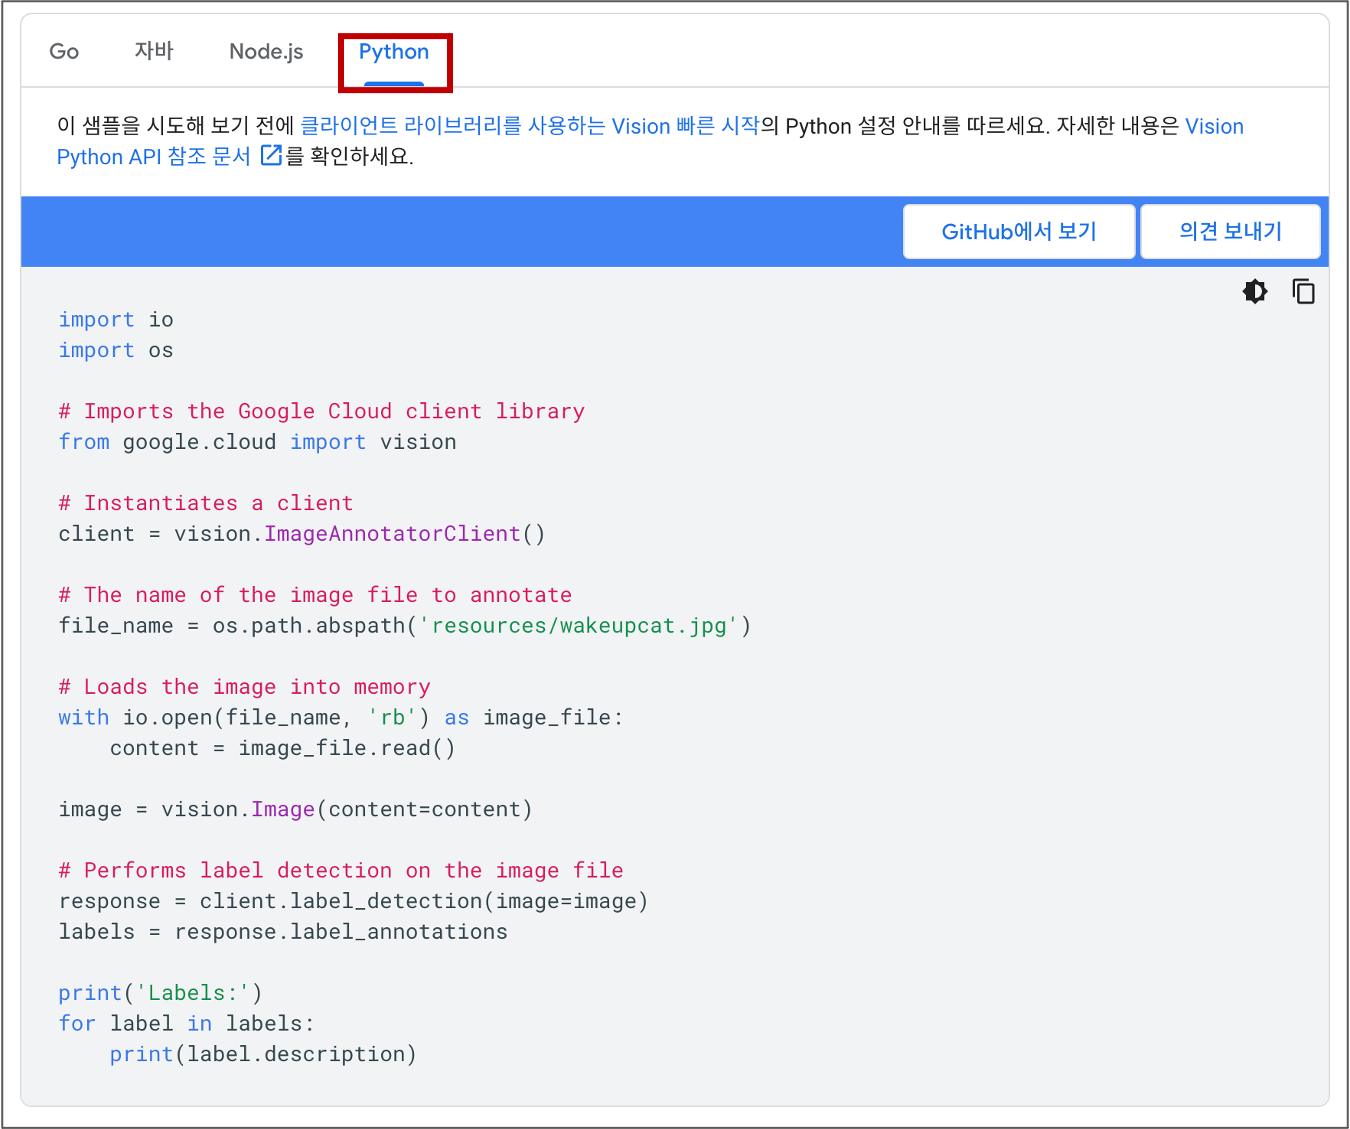 Go 자바 Node.js Python
이 샘플을 시도해 보기 전에 클라이언트 라이브러리를 사용하는 Vision 빠른 시작의 Python 설정 안내를 따르세요. 자세한 내용은 Vision
Python API 참조 문서 를 확인하세요.
GitHub에서 보기 의견 보내기
import io
import os
# Imports the Google Cloud client library
from google.cloud import vision
# Instantiates a client
client = vision.ImageAnnotatorClient()
# The name of the image file to annotate
file_name = os.path.abspath('resources/wakeupcat.jpg')
# Loads the image into memory
with io.open(file_name, 'rb') as image_file:
    content = image_file.read()
image = vision.Image(content=content)
# Performs label detection on the image file
response = client.label_detection(image=image)
labels = response.label_annotations
print('Labels:')
for label in labels:
    print(label.description)